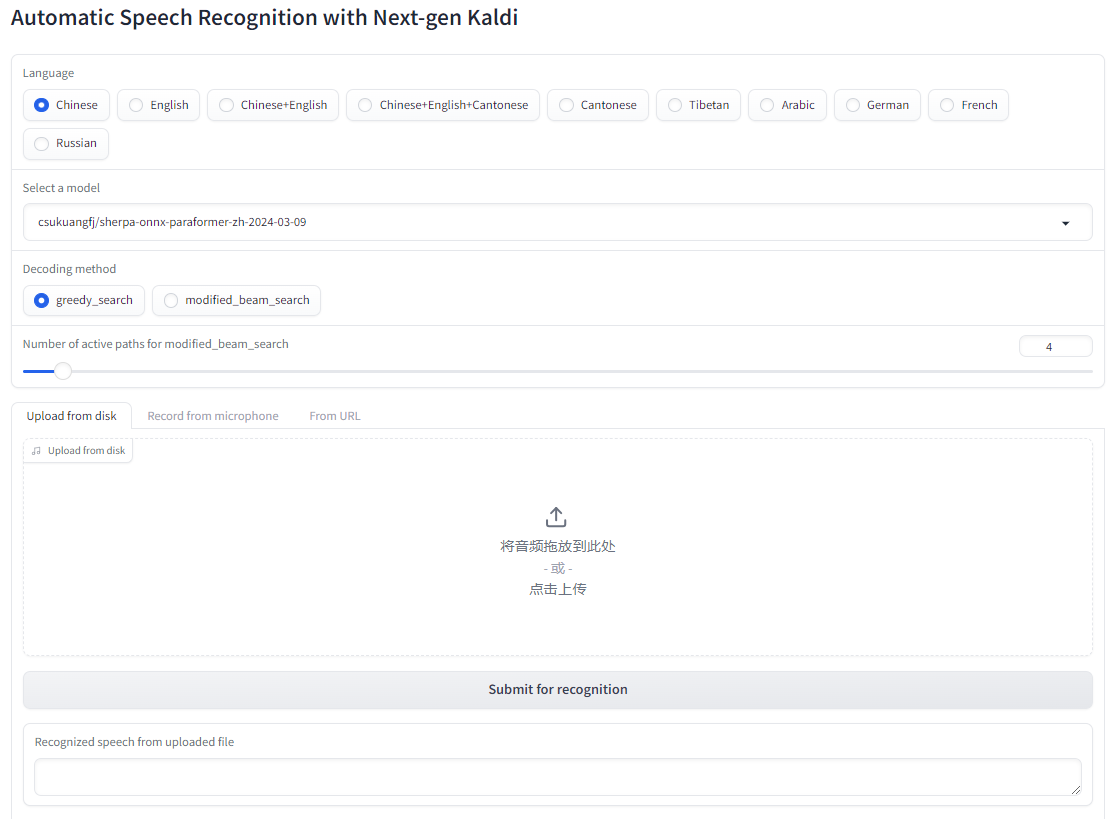 Automatic Speech Recognition with Next-gen Kaldi
Language
Chinese English Chinese+English Chinese+English+Cantonese Cantonese Tibetan Arabic German French
Russian
Select a model
csukuangfj/sherpa-onnx-paraformer-zh-2024-03-09
Decoding method
greedy_search modified_beam_search
Number of active paths for modified_beam_search 4
Upload from disk Record from microphone From URL
Upload from disk
将音频拖放到此处
- 或 -
点击上传
Submit for recognition
Recognized speech from uploaded file